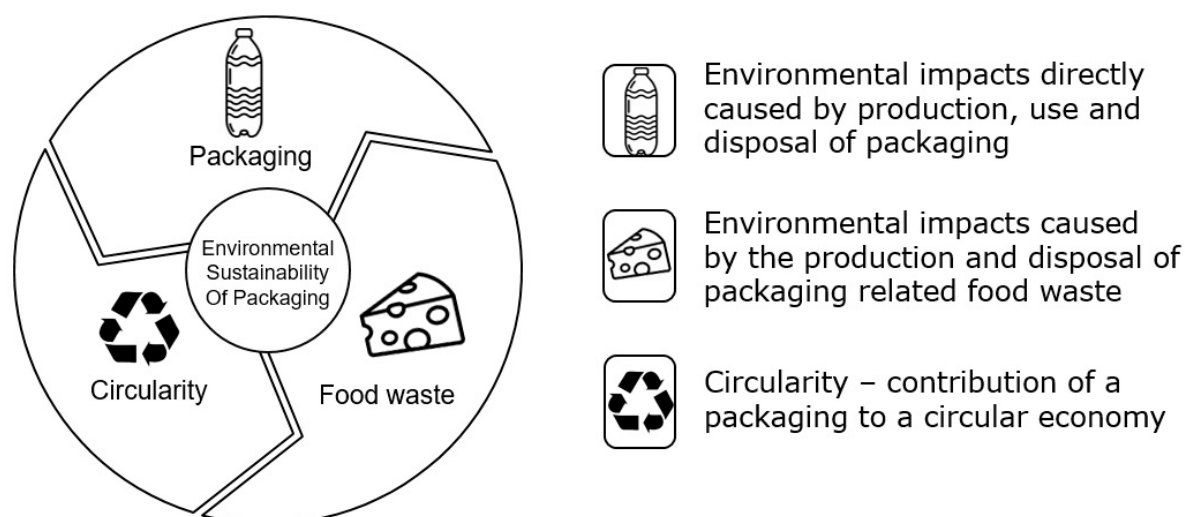 Packaging
Environmental
Sustainability
Of Packaging
Circularity
Food waste
Environmental impacts directly
caused by production, use and
disposal of packaging
Environmental impacts caused
by the production and disposal of
packaging related food waste
Circularity – contribution of a
packaging to a circular economy